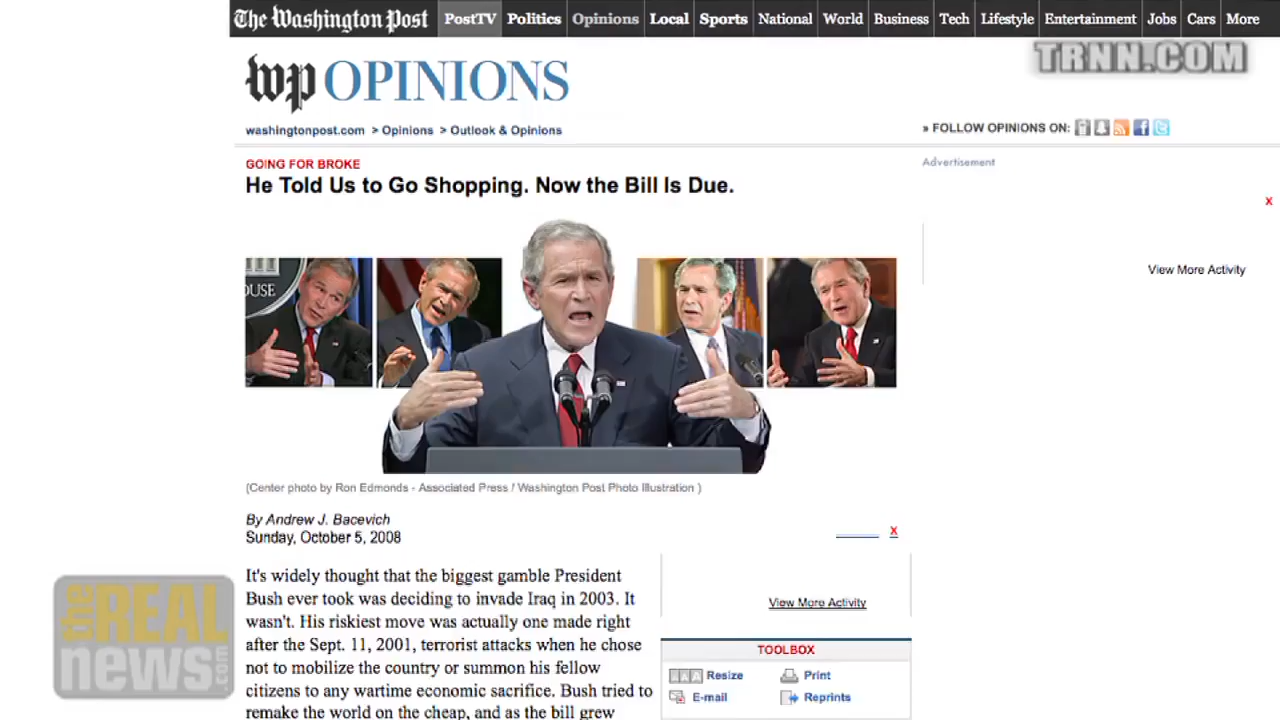 The Washington Post PostTV Politics Opinions Local Sports National World Business Tech Lifestyle Entertainment Jobs Cars More
TRNN.COM
wp OPINIONS
washingtonpost.com > Opinions > Outlook & Opinions
» FOLLOW OPINIONS ON:
Advertisement
GOING FOR BROKE
He Told Us to Go Shopping. Now the Bill Is Due.
X
View More Activity
OUSE
(Center photo by Ron Edmonds - Associated Press / Washington Post Photo Illustration )
By Andrew J. Bacevich
Sunday, October 5, 2008
X
It's widely thought that the biggest gamble President
Bush ever took was deciding to invade Iraq in 2003. It
wasn't. His riskiest move was actually one made right
after the Sept. 11, 2001, terrorist attacks when he chose
not to mobilize the country or summon his fellow
citizens to any wartime economic sacrifice. Bush tried to
remake the world on the cheap, and as the bill grew
View More Activity
TOOLBOX
AAA Resize Print
E-mail Reprints
the REAL
news.com